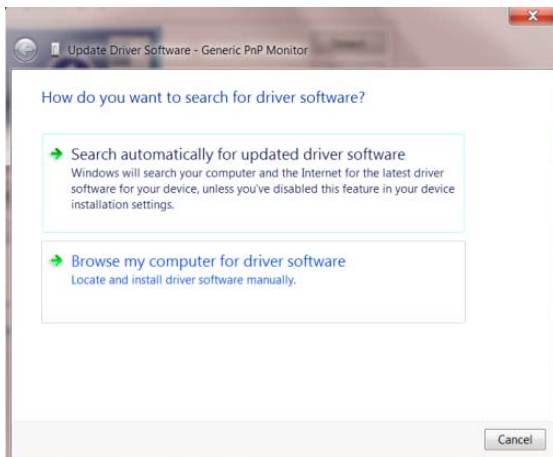 Update Driver Software - Generic PnP Monitor
How do you want to search for driver software?
Search automatically for updated driver software
Windows will search your computer and the Internet for the latest driver
software for your device, unless you've disabled this feature in your device
installation settings.
Browse my computer for driver software
Locate and install driver software manually.
Cancel